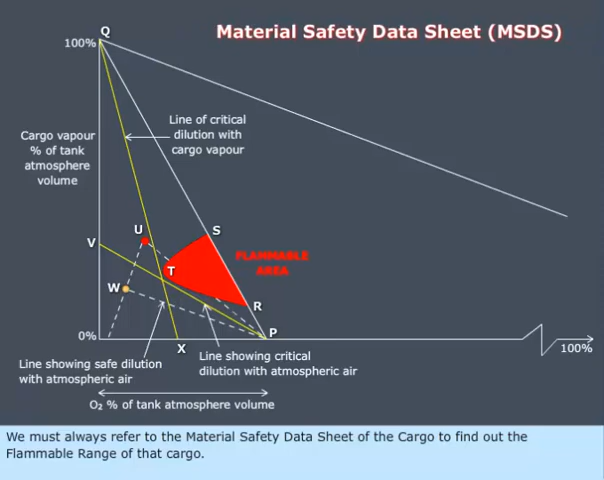 Material Safety Data Sheet (MSDS)
Q
100%
Line of critical
dilution with
cargo vapour
Cargo vapour
% of tank
atmosphere
volume
U
S
V
FLAMMABLE
AREA
T
W
R
P
0%
X
100%
Line showing safe dilution
with atmospheric air
Line showing critical
dilution with atmospheric air
O₂ % of tank atmosphere volume
We must always refer to the Material Safety Data Sheet of the Cargo to find out the
Flammable Range of that cargo.